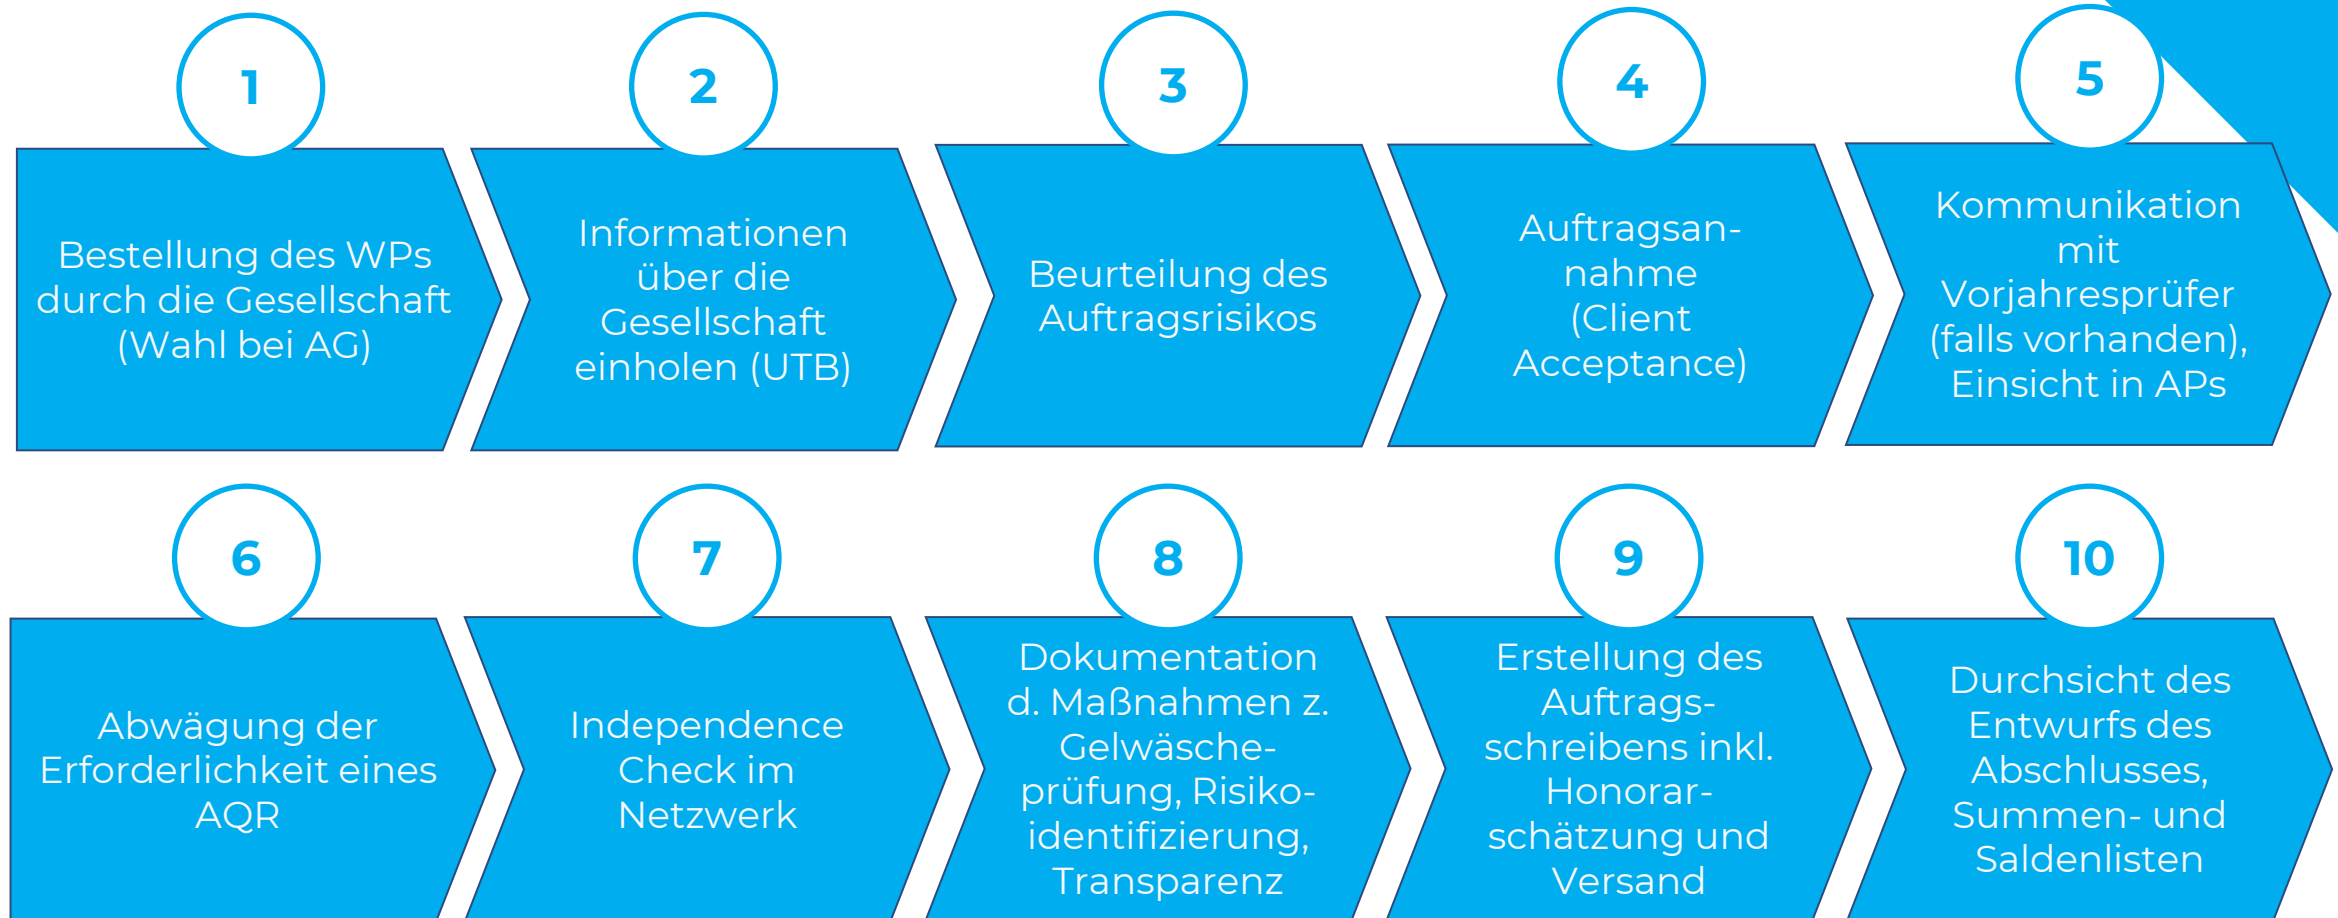 1
Bestellung des WPs
durch die Gesellschaft
(Wahl bei AG)
2
Informationen
über die
Gesellschaft
einholen (UTB)
3
Beurteilung des
Auftragsrisikos
4
Auftragsan-
nahme
(Client
Acceptance)
5
Kommunikation
mit
Vorjahresprüfer
(falls vorhanden),
Einsicht in APs
6
Abwägung der
Erforderlichkeit eines
AQR
7
Independence
Check im
Netzwerk
8
Dokumentation
d. Maßnahmen z.
Gelwäsche-
prüfung, Risiko-
identifizierung,
Transparenz
9
Erstellung des
Auftrags-
schreibens inkl.
Honorar-
schätzung und
Versand
10
Durchsicht des
Entwurfs des
Abschlusses,
Summen- und
Saldenlisten